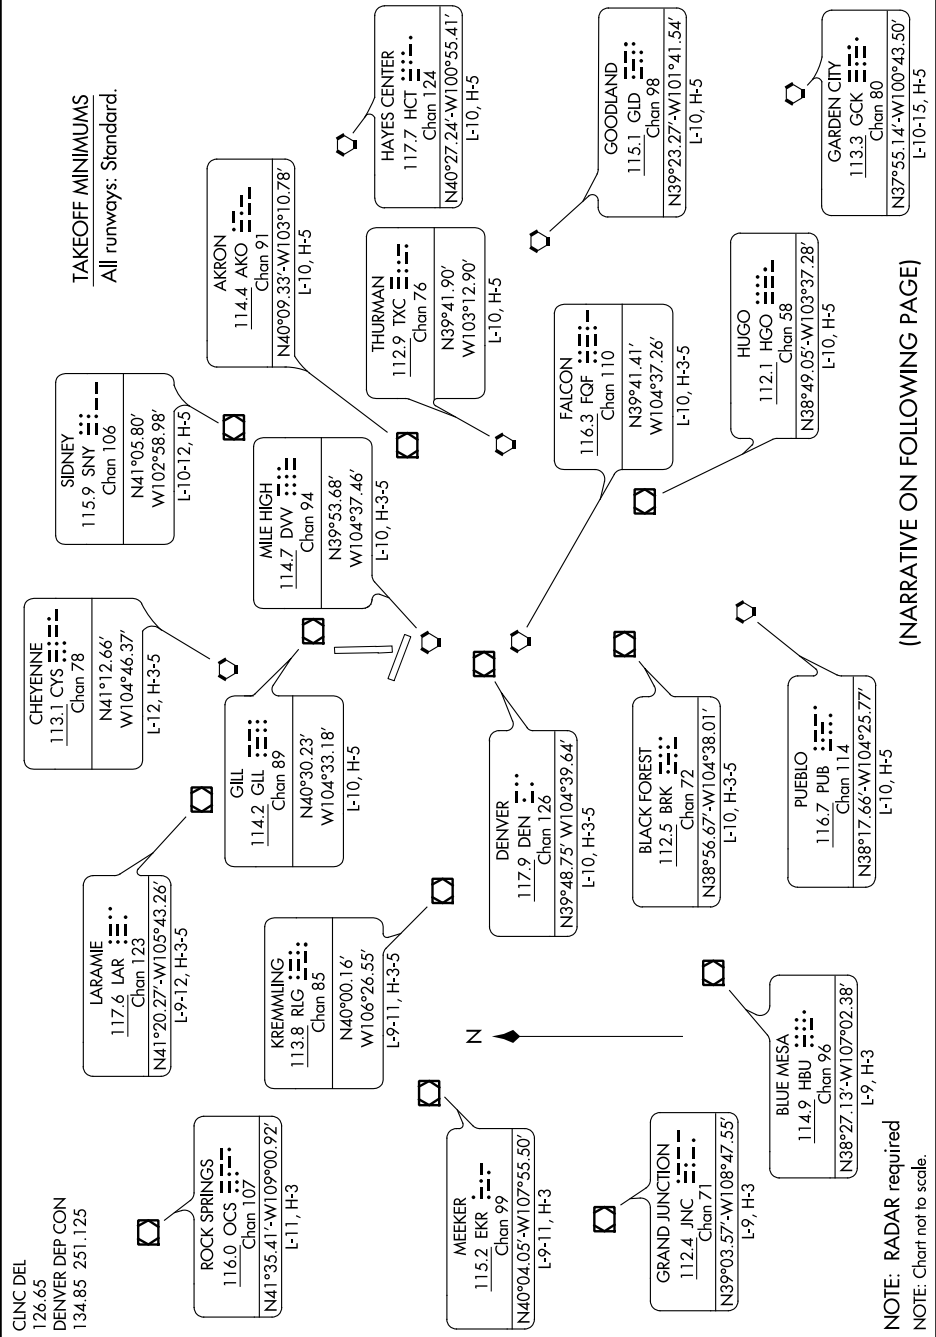 CLNC DEL
126.65
DENVER DEP CON
134.85 251.125
TAKEOFF MINIMUMS
All runways: Standard.
ROCK SPRINGS
116.0 OCS
Chan 107
N41°35.41′-W109°00.92′
L-11, H-3
LARAMIE
117.6 LAR
Chan 123
N41°20.27′-W105°43.26′
L-9-12, H-3-5
CHEYENNE
113.1 CYS
Chan 78
N41°12.66′
W104°46.37′
L-12, H-3-5
SIDNEY
115.9 SNY
Chan 106
N41°05.80′
W102°58.98′
L-10-12, H-5
AKRON
114.4 AKO
Chan 91
N40°09.33′-W103°10.78′
L-10, H-5
HAYES CENTER
117.7 HCT
Chan 124
N40°27.24′-W100°55.41′
L-10, H-5
GILL
114.2 GLL
Chan 89
N40°30.23′
W104°33.18′
L-10, H-5
MILE HIGH
114.7 DVV
Chan 94
N39°53.68′
W104°37.46′
L-10, H-3-5
KREMMLING
113.8 RLG
Chan 85
N40°00.16′
W106°26.55′
L-9-11, H-3-5
THURMAN
112.9 TXC
Chan 76
N39°41.90′
W103°12.90′
L-10, H-5
MEEKER
115.2 EKR
Chan 99
N40°04.05′-W107°55.50′
L-9-11, H-3
N
DENVER
117.9 DEN
Chan 126
N39°48.75′ W104°39.64′
L-10, H-3-5
FALCON
116.3 FQF
Chan 110
N39°41.41′
W104°37.26′
L-10, H-3-5
GOODLAND
115.1 GLD
Chan 98
N39°23.27′-W101°41.54′
L-10, H-5
GRAND JUNCTION
112.4 JNC
Chan 71
N39°03.57′-W108°47.55′
L-9, H-3
BLACK FOREST
112.5 BRK
Chan 72
N38°56.67′-W104°38.01′
L-10, H-3-5
HUGO
112.1 HGO
Chan 58
N38°49.05′-W103°37.28′
L-10, H-5
BLUE MESA
114.9 HBU
Chan 96
N38°27.13′-W107°02.38′
L-9, H-3
PUEBLO
116.7 PUB
Chan 114
N38°17.66′-W104°25.77′
L-10, H-5
GARDEN CITY
113.3 GCK
Chan 80
N37°55.14′-W100°43.50′
L-10-15, H-5
NOTE: RADAR required
NOTE: Chart not to scale.
(NARRATIVE ON FOLLOWING PAGE)